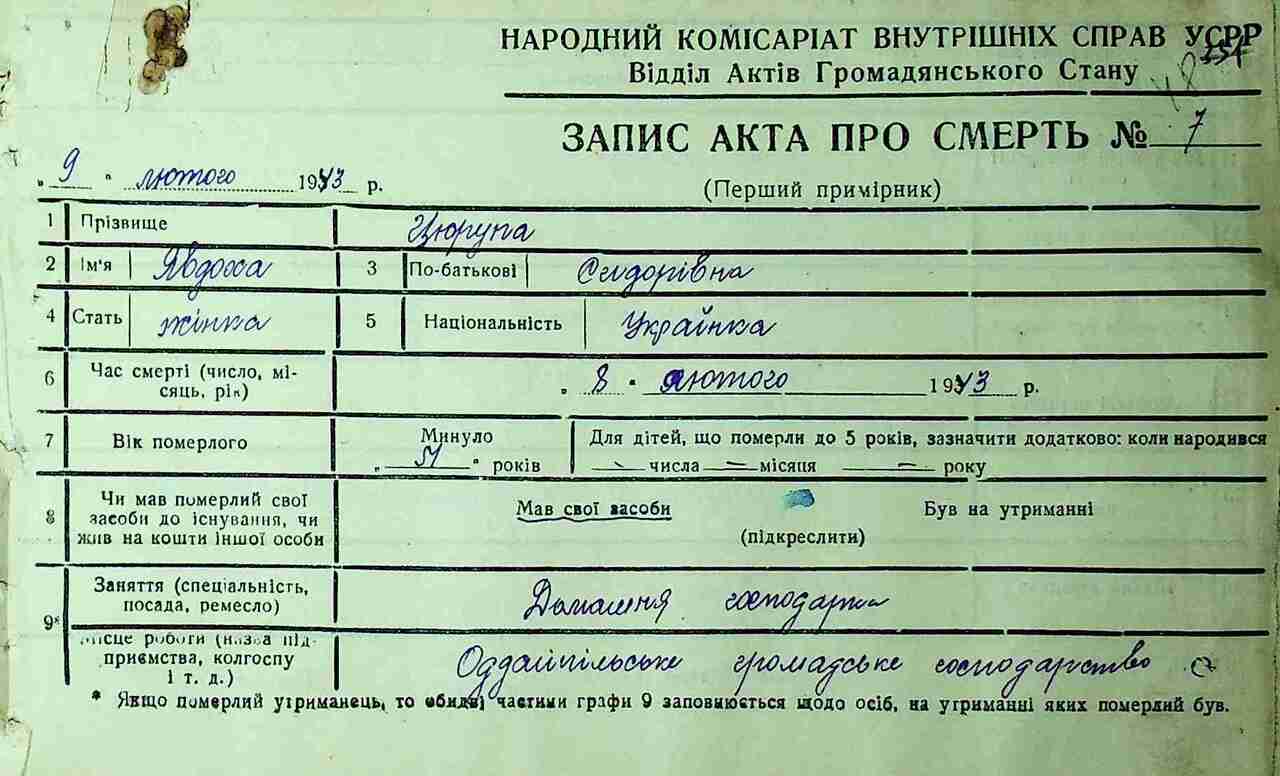 НАРОДНИЙ КОМІСАРІАТ ВНУТРІШНІХ СПРАВ УСРР
Відділ Актів Громадянського Стану
ЗАПИС АКТА ПРО СМЕРТЬ № 7
„ 9 " лютого 1943 р.
(Перший примірник)
1 Прізвище Цюрупа
2 Ім'я Явдоха 3 По-батькові Сидорівна
4 Стать жінка 5 Національність Українка
6 Час смерті (число, мі-
сяць, рік)
„ 8 " лютого 1943 р.
7 Вік померлого
Минуло
„ 51 " років
Для дітей, що померли до 5 років, зазначити додатково: коли народився
числа — місяця — року
8 Чи мав померлий свої
засоби до існування, чи
жив на кошти іншої особи
Мав свої засоби Був на утриманні
(підкреслити)
9* Заняття (спеціальність,
посада, ремесло)
Домашня господарка
Місце роботи (назва під-
приємства, колгоспу
і т. д.)
Оддайпільське громадське господарство
* Якщо померлий утриманець, то обидві частини графи 9 заповнюється щодо осіб, на утриманні яких померлий був.